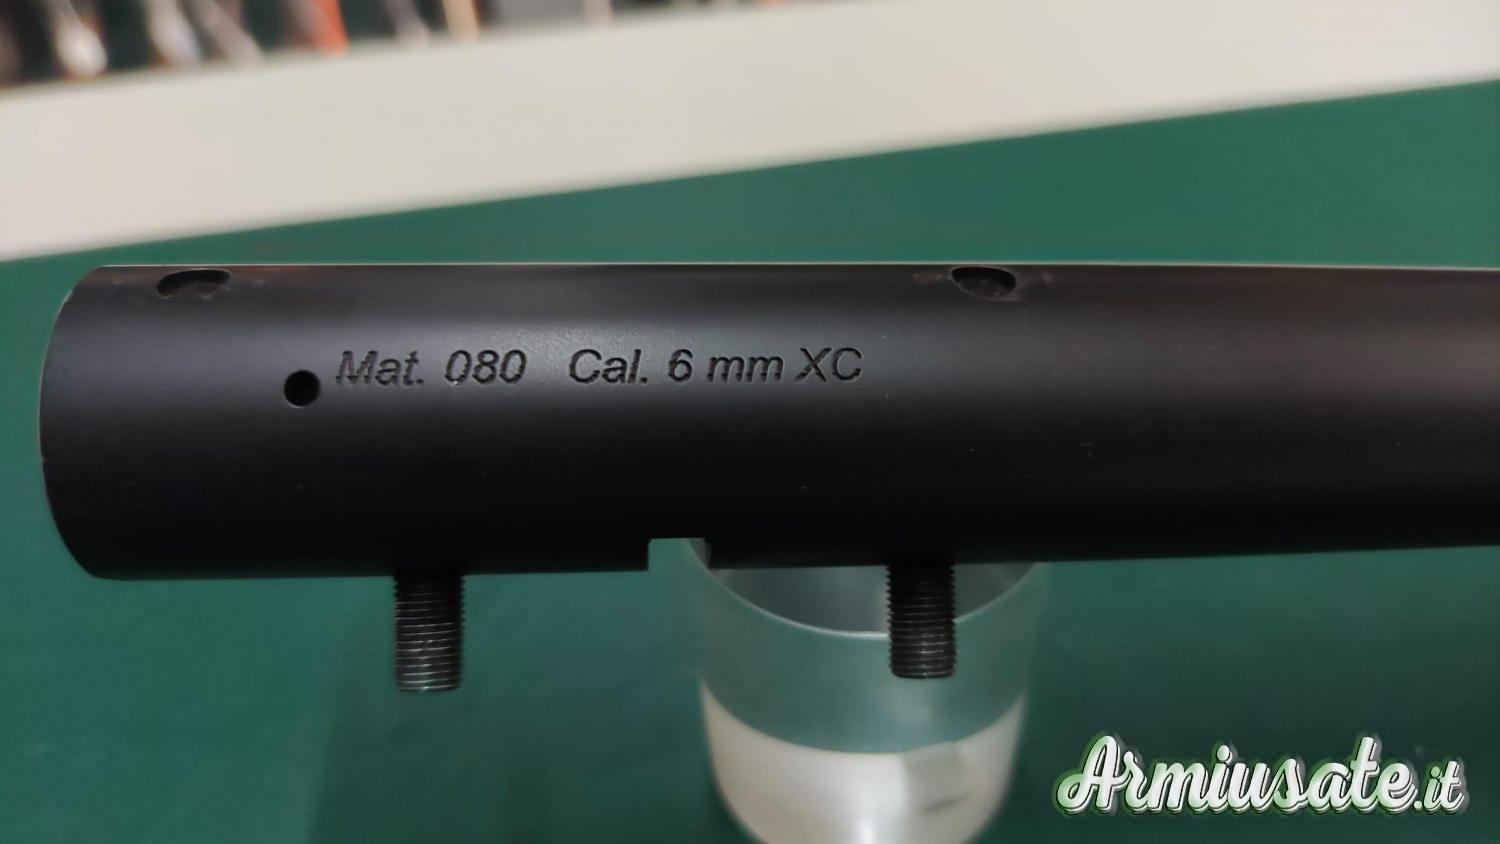 Mat. 080 Cal. 6 mm XC
Armiusate.it